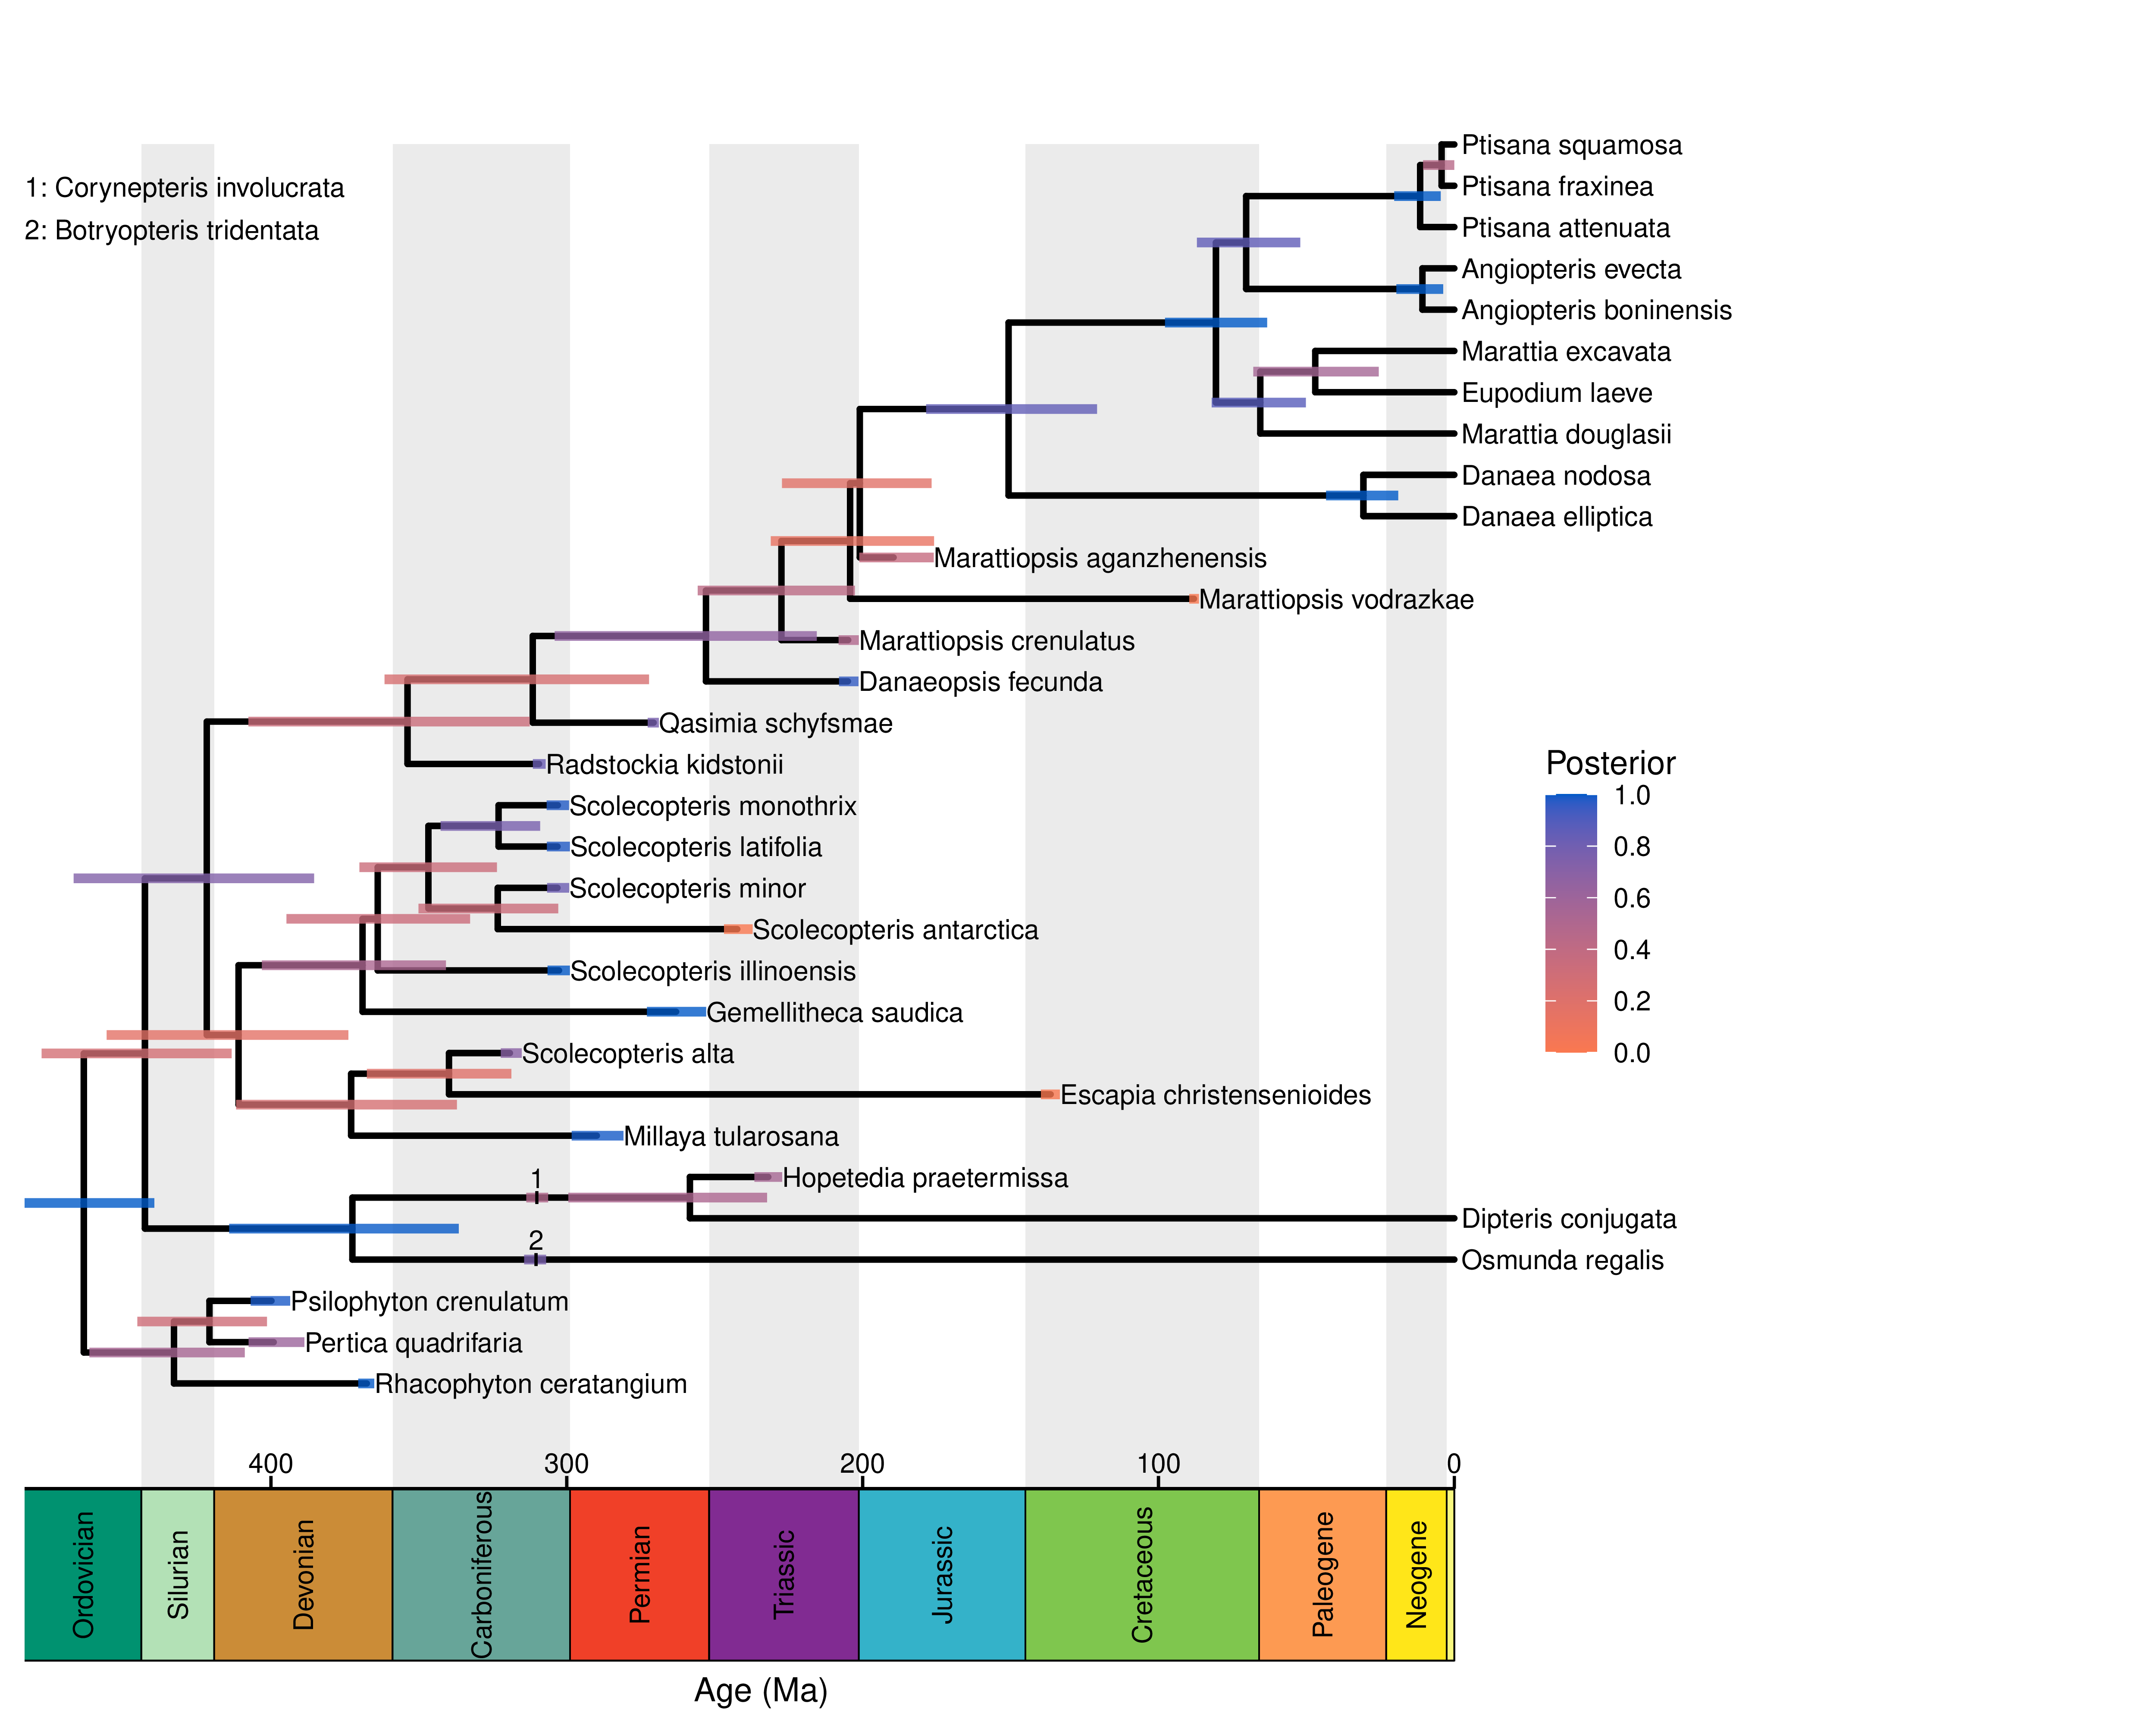 1: Corynepteris involucrata
2: Botryopteris tridentata
Ptisana squamosa
Ptisana fraxinea
Ptisana attenuata
Angiopteris evecta
Angiopteris boninensis
Marattia excavata
Eupodium laeve
Marattia douglasii
Danaea nodosa
Danaea elliptica
Marattiopsis aganzhenensis
Marattiopsis vodrazkae
Marattiopsis crenulatus
Danaeopsis fecunda
Qasimia schyfsmae
Radstockia kidstonii
Scolecopteris monothrix
Scolecopteris latifolia
Scolecopteris minor
Scolecopteris antarctica
Scolecopteris illinoensis
Gemellitheca saudica
Scolecopteris alta
Escapia christensenioides
Millaya tularosana
1
Hopetedia praetermissa
Dipteris conjugata
2
Osmunda regalis
Psilophyton crenulatum
Pertica quadrifaria
Rhacophyton ceratangium
Posterior
1.0
0.8
0.6
0.4
0.2
0.0
400 300 200 100 0
Ordovician
Silurian
Devonian
Carboniferous
Permian
Triassic
Jurassic
Cretaceous
Paleogene
Neogene
Age (Ma)